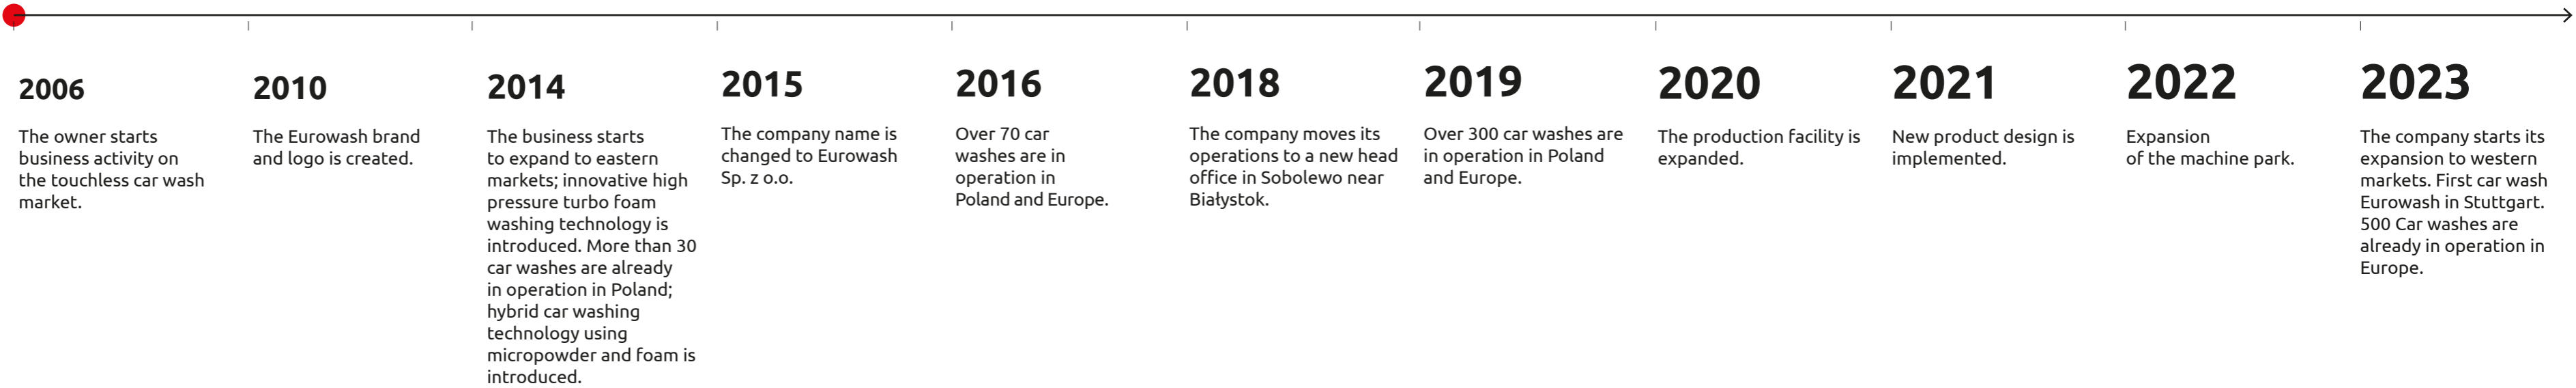 2006
The owner starts
business activity on
the touchless car wash
market.
2010
The Eurowash brand
and logo is created.
2014
The business starts
to expand to eastern
markets; innovative high
pressure turbo foam
washing technology is
introduced. More than 30
car washes are already
in operation in Poland;
hybrid car washing
technology using
micropowder and foam is
introduced.
2015
The company name is
changed to Eurowash
Sp. z o.o.
2016
Over 70 car
washes are in
operation in
Poland and Europe.
2018
The company moves its
operations to a new head
office in Sobolewo near
Białystok.
2019
Over 300 car washes are
in operation in Poland
and Europe.
2020
The production facility is
expanded.
2021
New product design is
implemented.
2022
Expansion
of the machine park.
2023
The company starts its
expansion to western
markets. First car wash
Eurowash in Stuttgart.
500 Car washes are
already in operation in
Europe.